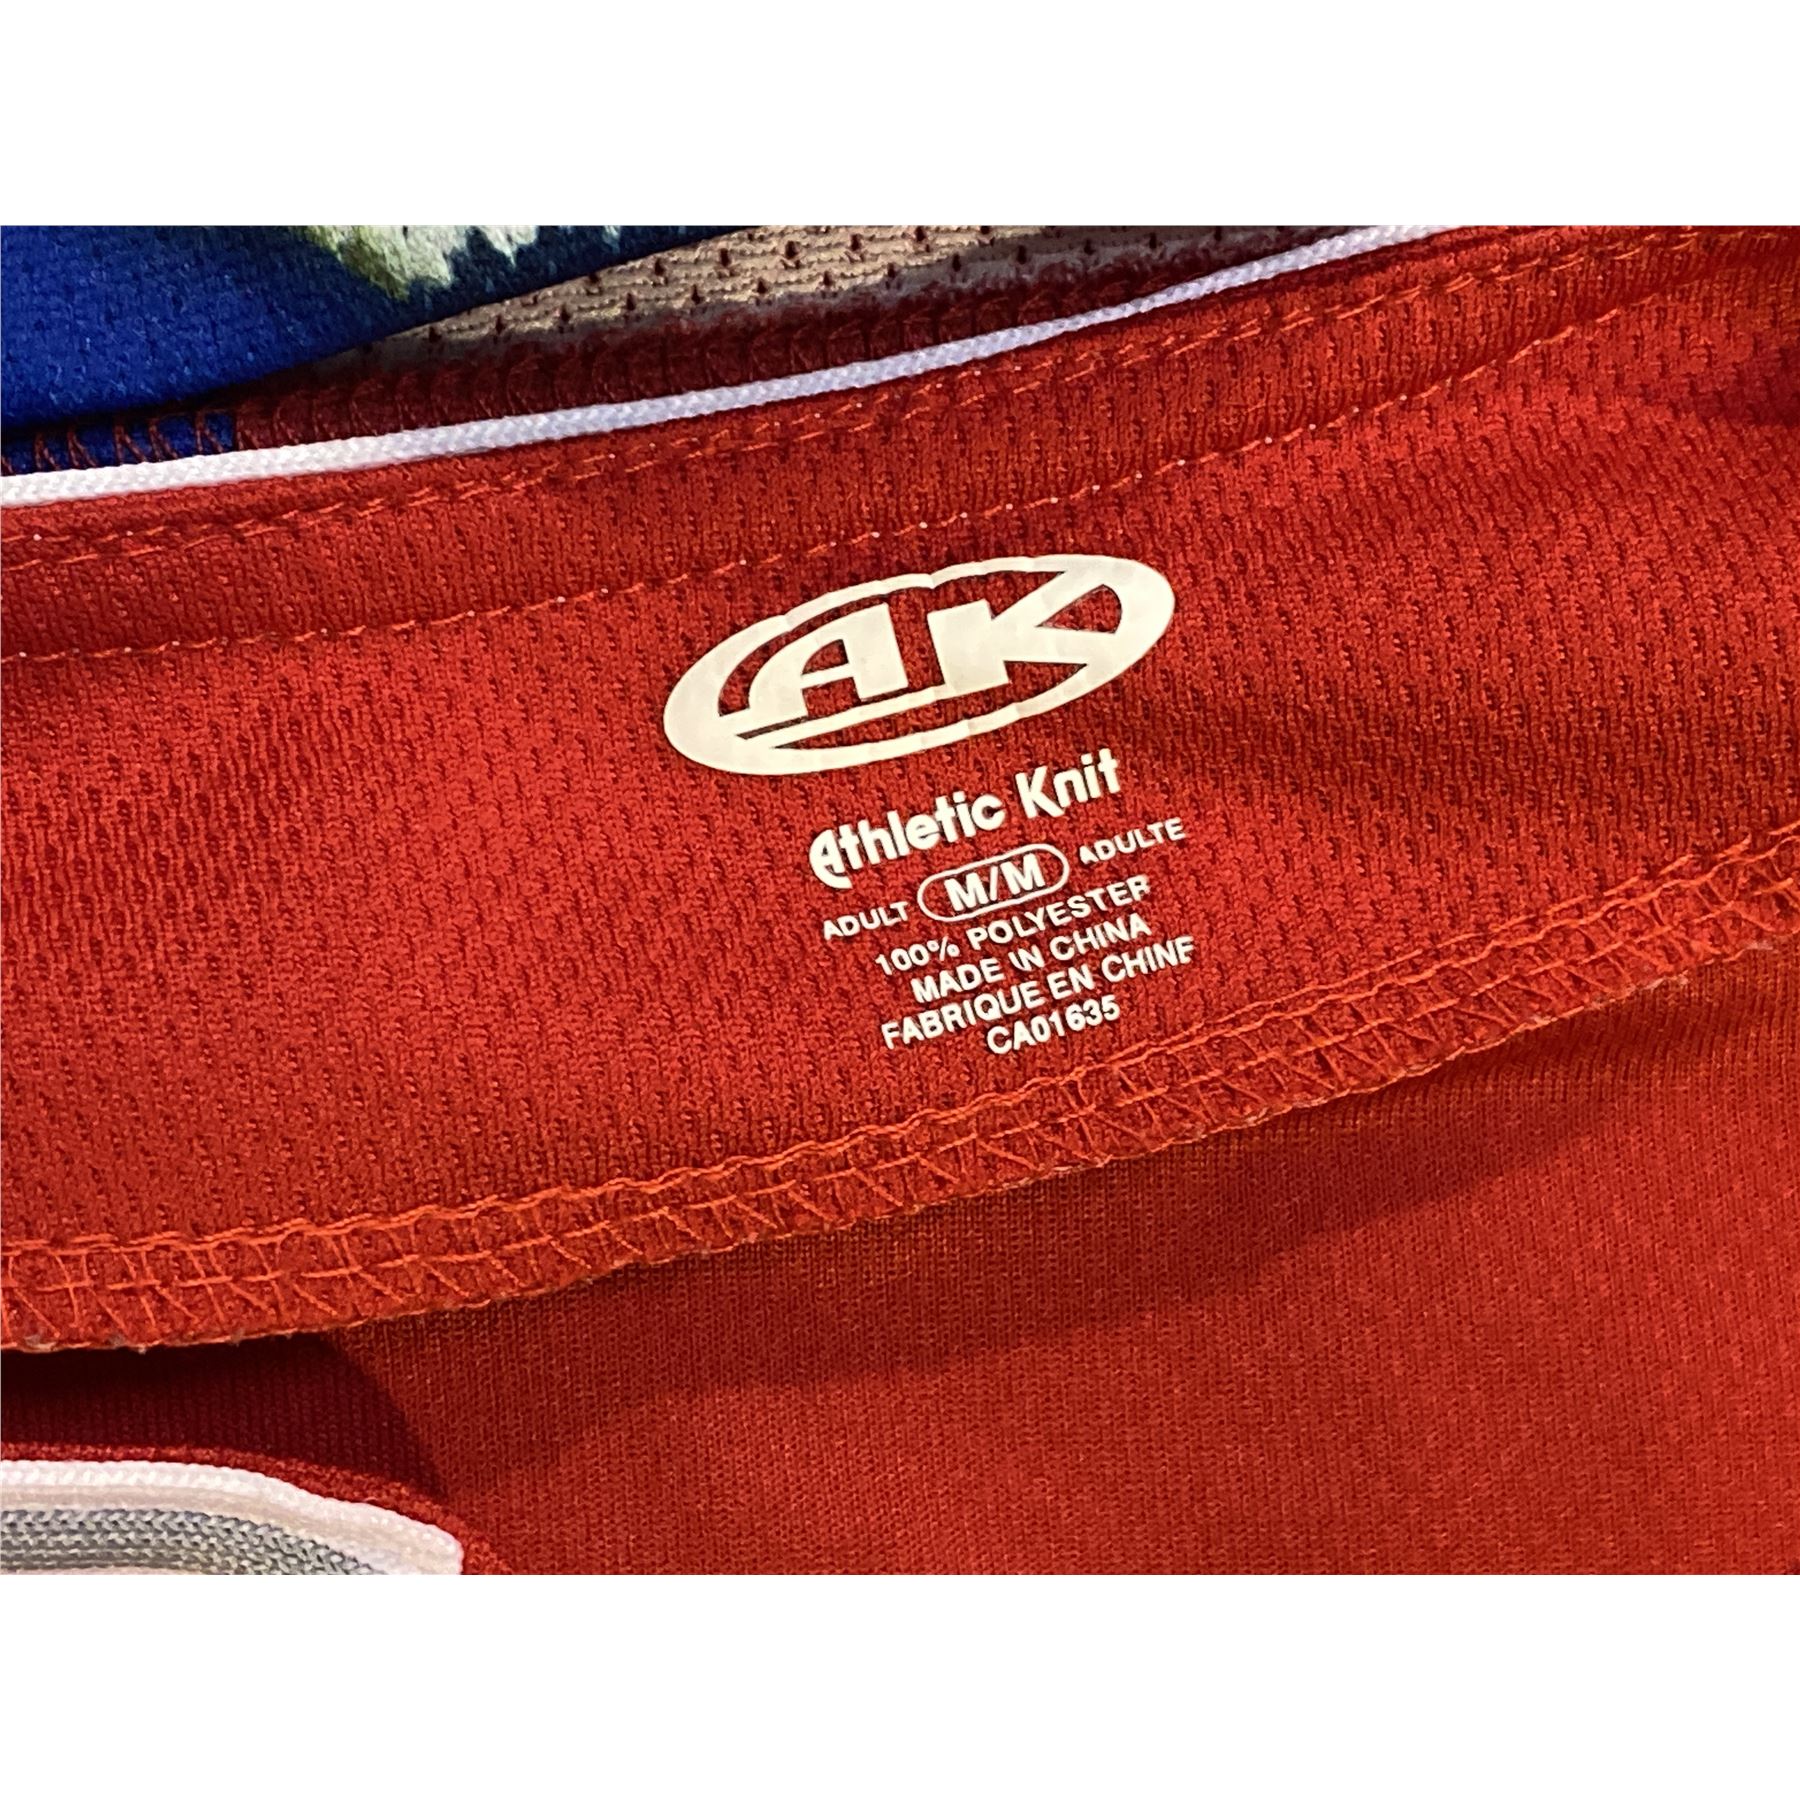 AK
Athletic Knit
ADULT M/M ADULTE
100% POLYESTER
MADE IN CHINA
FABRIQUE EN CHINE
CA01635